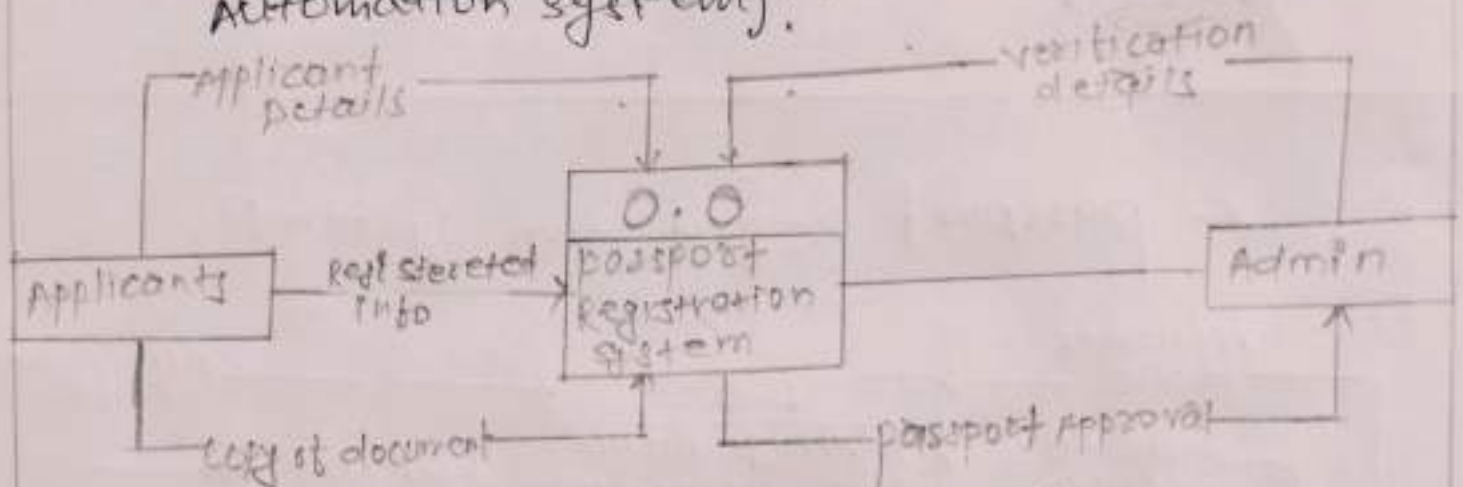 Automation system).
Applicant
Details
Verification
details
0.0
Applicants
Registereted
info
passport
Registration
system
Admin
copy of document
passport Approval